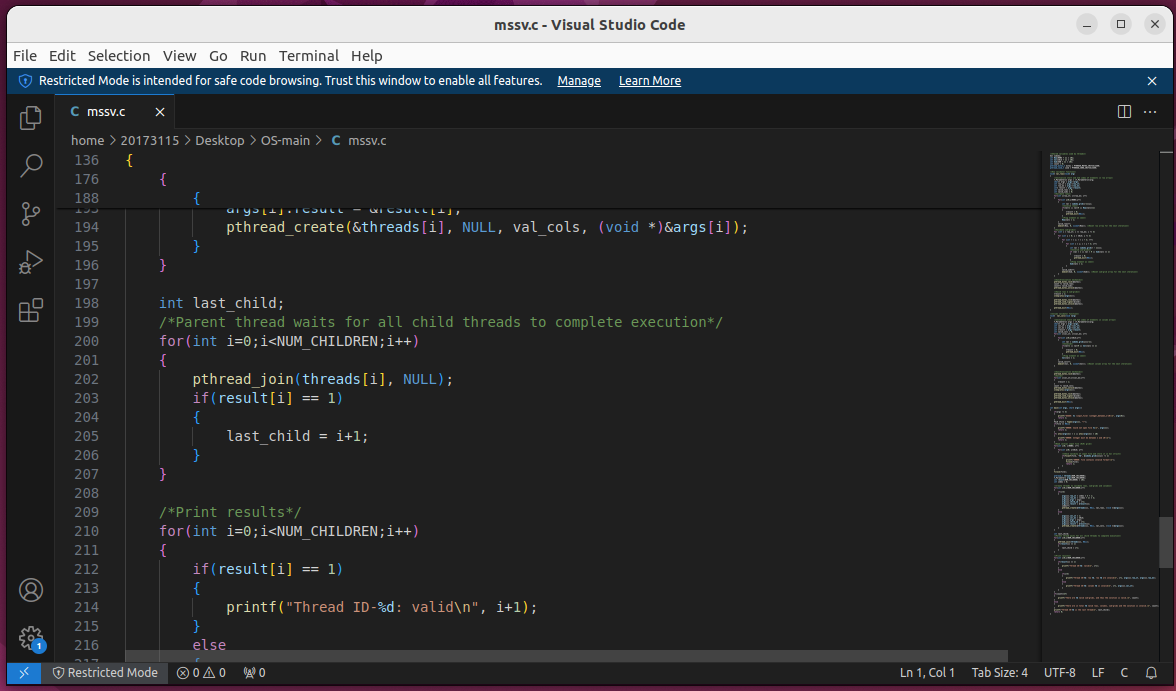 mssv.c - Visual Studio Code
File Edit Selection View Go Run Terminal Help
Restricted Mode is intended for safe code browsing. Trust this window to enable all features. Manage Learn More
C mssv.c
home > 20173115 > Desktop > OS-main > C mssv.c
136 {
176 {
188 {
193 args[i].result = &result[i];
194 pthread_create(&threads[i], NULL, val_cols, (void *)&args[i]);
195 }
196 }
197
198 int last_child;
199 /*Parent thread waits for all child threads to complete execution*/
200 for(int i=0;i<NUM_CHILDREN;i++)
201 {
202 pthread_join(threads[i], NULL);
203 if(result[i] == 1)
204 {
205 last_child = i+1;
206 }
207 }
208
209 /*Print results*/
210 for(int i=0;i<NUM_CHILDREN;i++)
211 {
212 if(result[i] == 1)
213 {
214 printf("Thread ID-%d: valid\n", i+1);
215 }
216 else
217 {
1
Restricted Mode 0 0 0 Ln 1, Col 1 Tab Size: 4 UTF-8 LF C